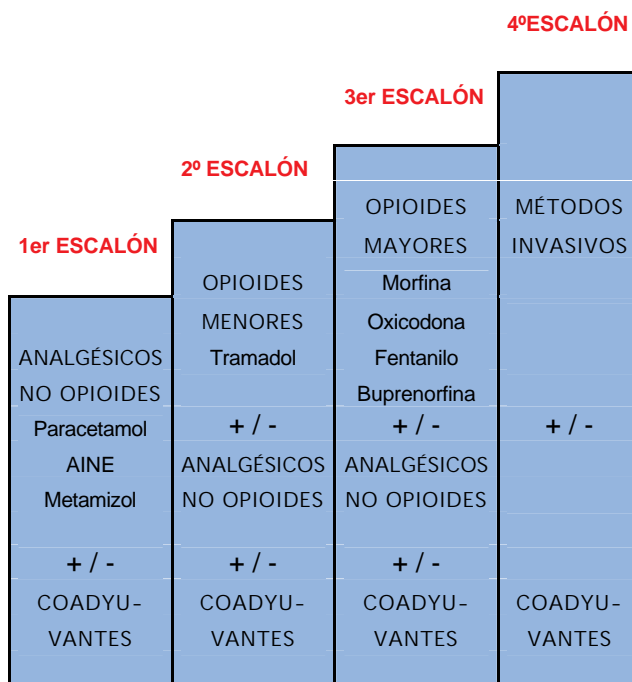 1er ESCALÓN
ANALGÉSICOS
NO OPIOIDES
Paracetamol
AINE
Metamizol
+ / -
COADYU-
VANTES
2º ESCALÓN
OPIOIDES
MENORES
Tramadol
+ / -
ANALGÉSICOS
NO OPIOIDES
+ / -
COADYU-
VANTES
3er ESCALÓN
OPIOIDES
MAYORES
Morfina
Oxicodona
Fentanilo
Buprenorfina
+ / -
ANALGÉSICOS
NO OPIOIDES
+ / -
COADYU-
VANTES
4ºESCALÓN
MÉTODOS
INVASIVOS
+ / -
COADYU-
VANTES